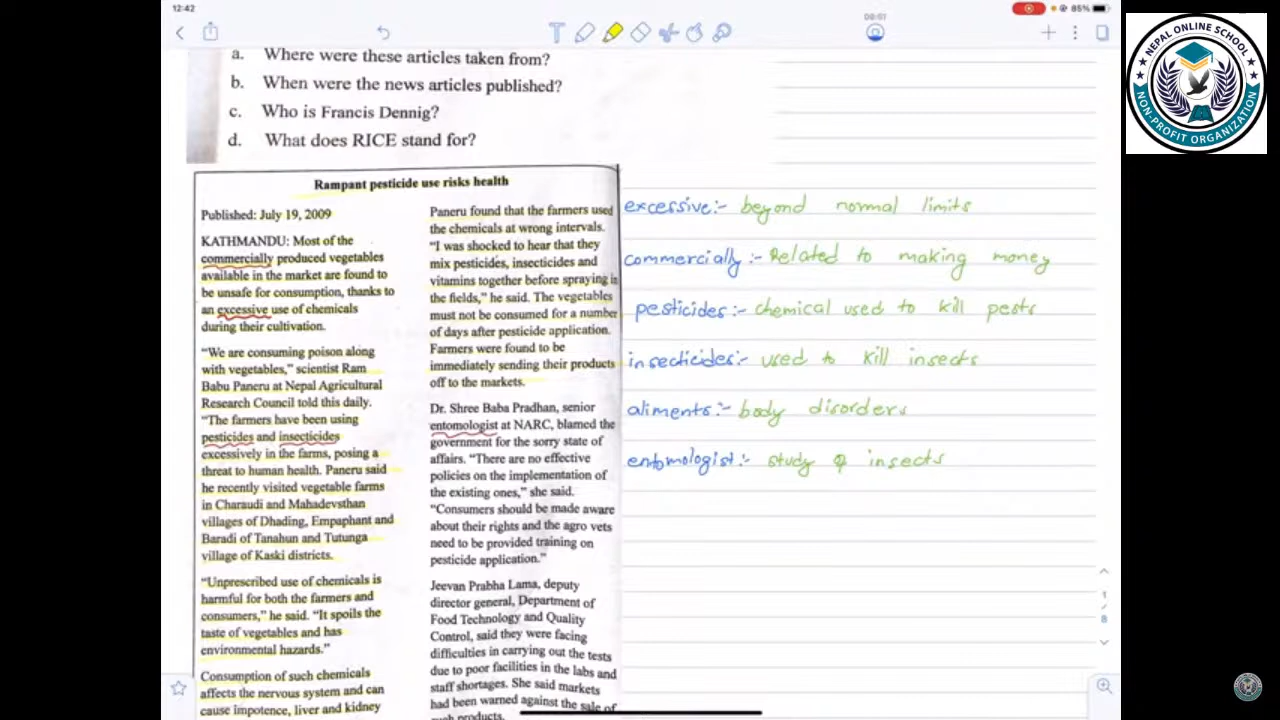 12:42
85%
a. Where were these articles taken from?
b. When were the news articles published?
c. Who is Francis Dennig?
d. What does RICE stand for?
Rampant pesticide use risks health
Published: July 19, 2009
KATHMANDU: Most of the
commercially produced vegetables
available in the market are found to
be unsafe for consumption, thanks to
an excessive use of chemicals
during their cultivation.
“We are consuming poison along
with vegetables,” scientist Ram
Babu Paneru at Nepal Agricultural
Research Council told this daily.
“The farmers have been using
pesticides and insecticides
excessively in the farms, posing a
threat to human health. Paneru said
he recently visited vegetable farms
in Charaudi and Mahadevsthan
villages of Dhading, Empaphant and
Baradi of Tanahun and Tutunga
village of Kaski districts.
“Unprescribed use of chemicals is
harmful for both the farmers and
consumers,” he said. “It spoils the
taste of vegetables and has
environmental hazards.”
Consumption of such chemicals
affects the nervous system and can
cause impotence, liver and kidney
Paneru found that the farmers used
the chemicals at wrong intervals.
“I was shocked to hear that they
mix pesticides, insecticides and
vitamins together before spraying in
the fields,” he said. The vegetables
must not be consumed for a number
of days after pesticide application.
Farmers were found to be
immediately sending their products
off to the markets.
Dr. Shree Baba Pradhan, senior
entomologist at NARC, blamed the
government for the sorry state of
affairs. “There are no effective
policies on the implementation of
the existing ones,” she said.
“Consumers should be made aware
about their rights and the agro vets
need to be provided training on
pesticide application.”
Jeevan Prabha Lama, deputy
director general, Department of
Food Technology and Quality
Control, said they were facing
difficulties in carrying out the tests
due to poor facilities in the labs and
staff shortages. She said markets
had been warned against the sale of
products.
excessive:- beyond normal limits
commercially:- Related to making money
pesticides:- chemical used to kill pests
insecticides:- used to kill insects
aliments:- body disorders
entomologist:- study of insects
1
8
NEPAL ONLINE SCHOOL
NON-PROFIT ORGANIZATION